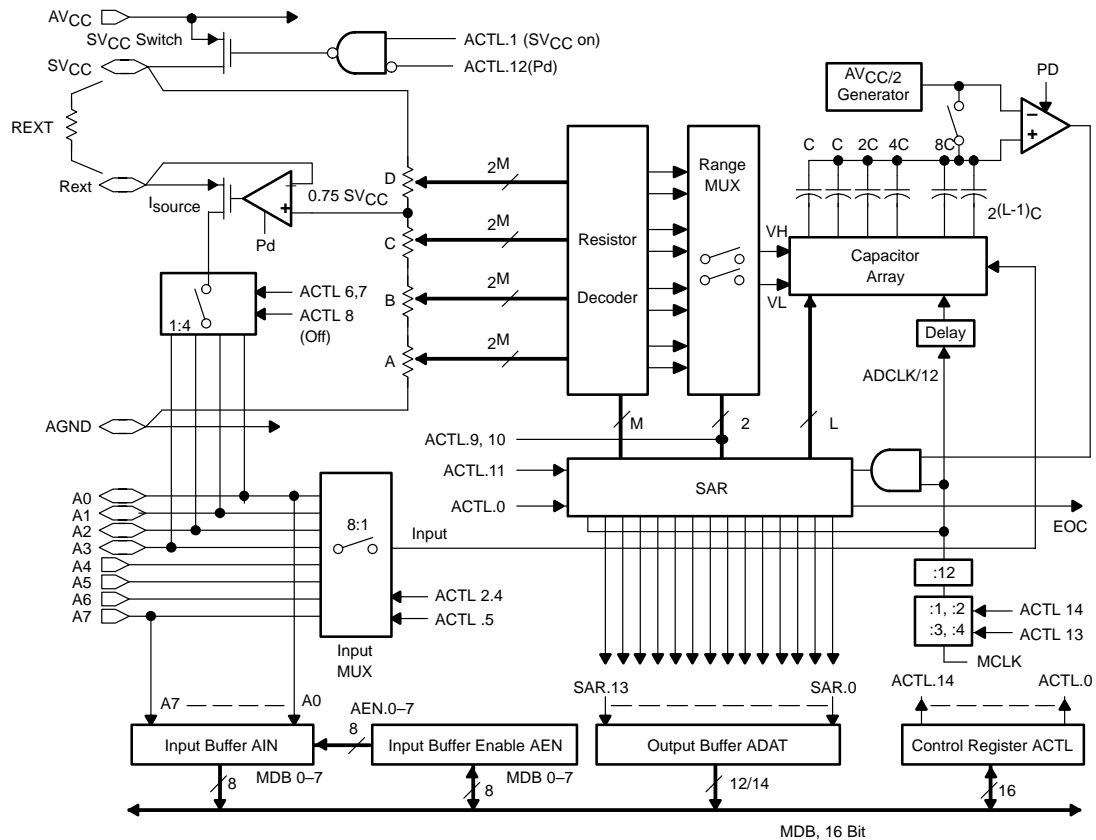 AVCC
SVCC Switch
ACTL.1 (SVCC on)
SVCC
ACTL.12(Pd)
AVCC/2
Generator
PD
REXT
C C 2C 4C 8C
2(L-1)C
Range
MUX
Rext
Isource
0.75 SVCC
Pd
D
2M
C
2M
B
2M
A
2M
Resistor
Decoder
VH
VL
Capacitor
Array
ACTL 6,7
ACTL 8
(Off)
1:4
Delay
ADCLK/12
AGND
M
2
L
ACTL.9, 10
ACTL.11
ACTL.0
SAR
EOC
A0
A1
A2
A3
A4
A5
A6
A7
8:1
Input
ACTL 2.4
ACTL .5
Input
MUX
:12
:1, :2
:3, :4
ACTL 14
ACTL 13
MCLK
A7
A0
AEN.0–7
SAR.13
SAR.0
ACTL.14
ACTL.0
Input Buffer AIN
8
Input Buffer Enable AEN
Output Buffer ADAT
Control Register ACTL
8
MDB 0–7
MDB 0–7
8
12/14
16
MDB, 16 Bit